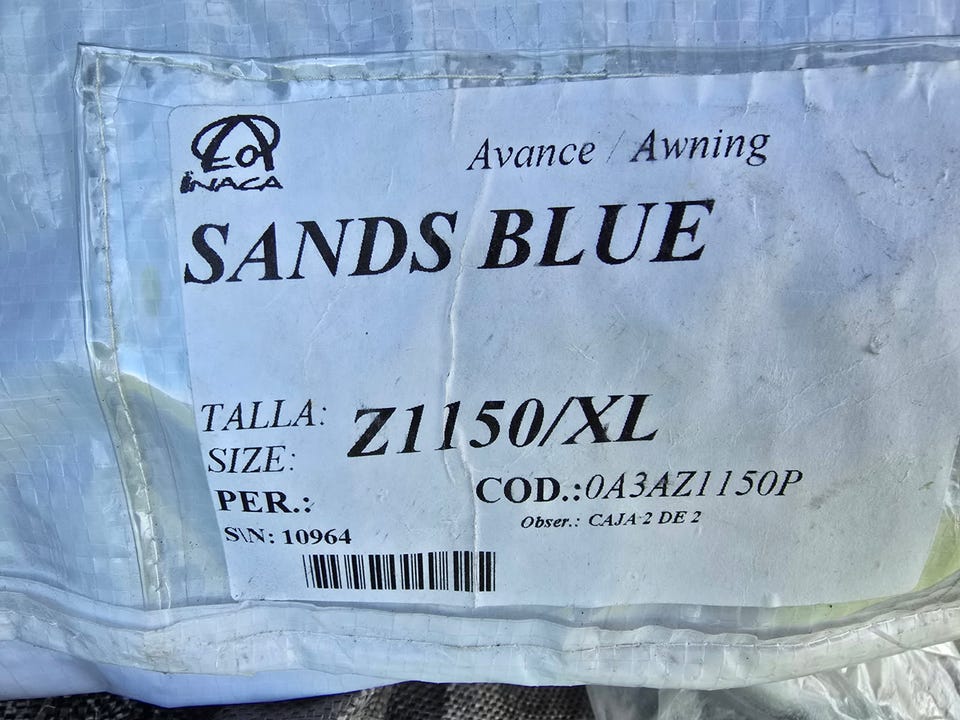 INACA
Avance / Awning
SANDS BLUE
TALLA:
SIZE: Z1150/XL
PER.: COD.:0A3AZ1150P
Obser.: CAJA 2 DE 2
S\N: 10964